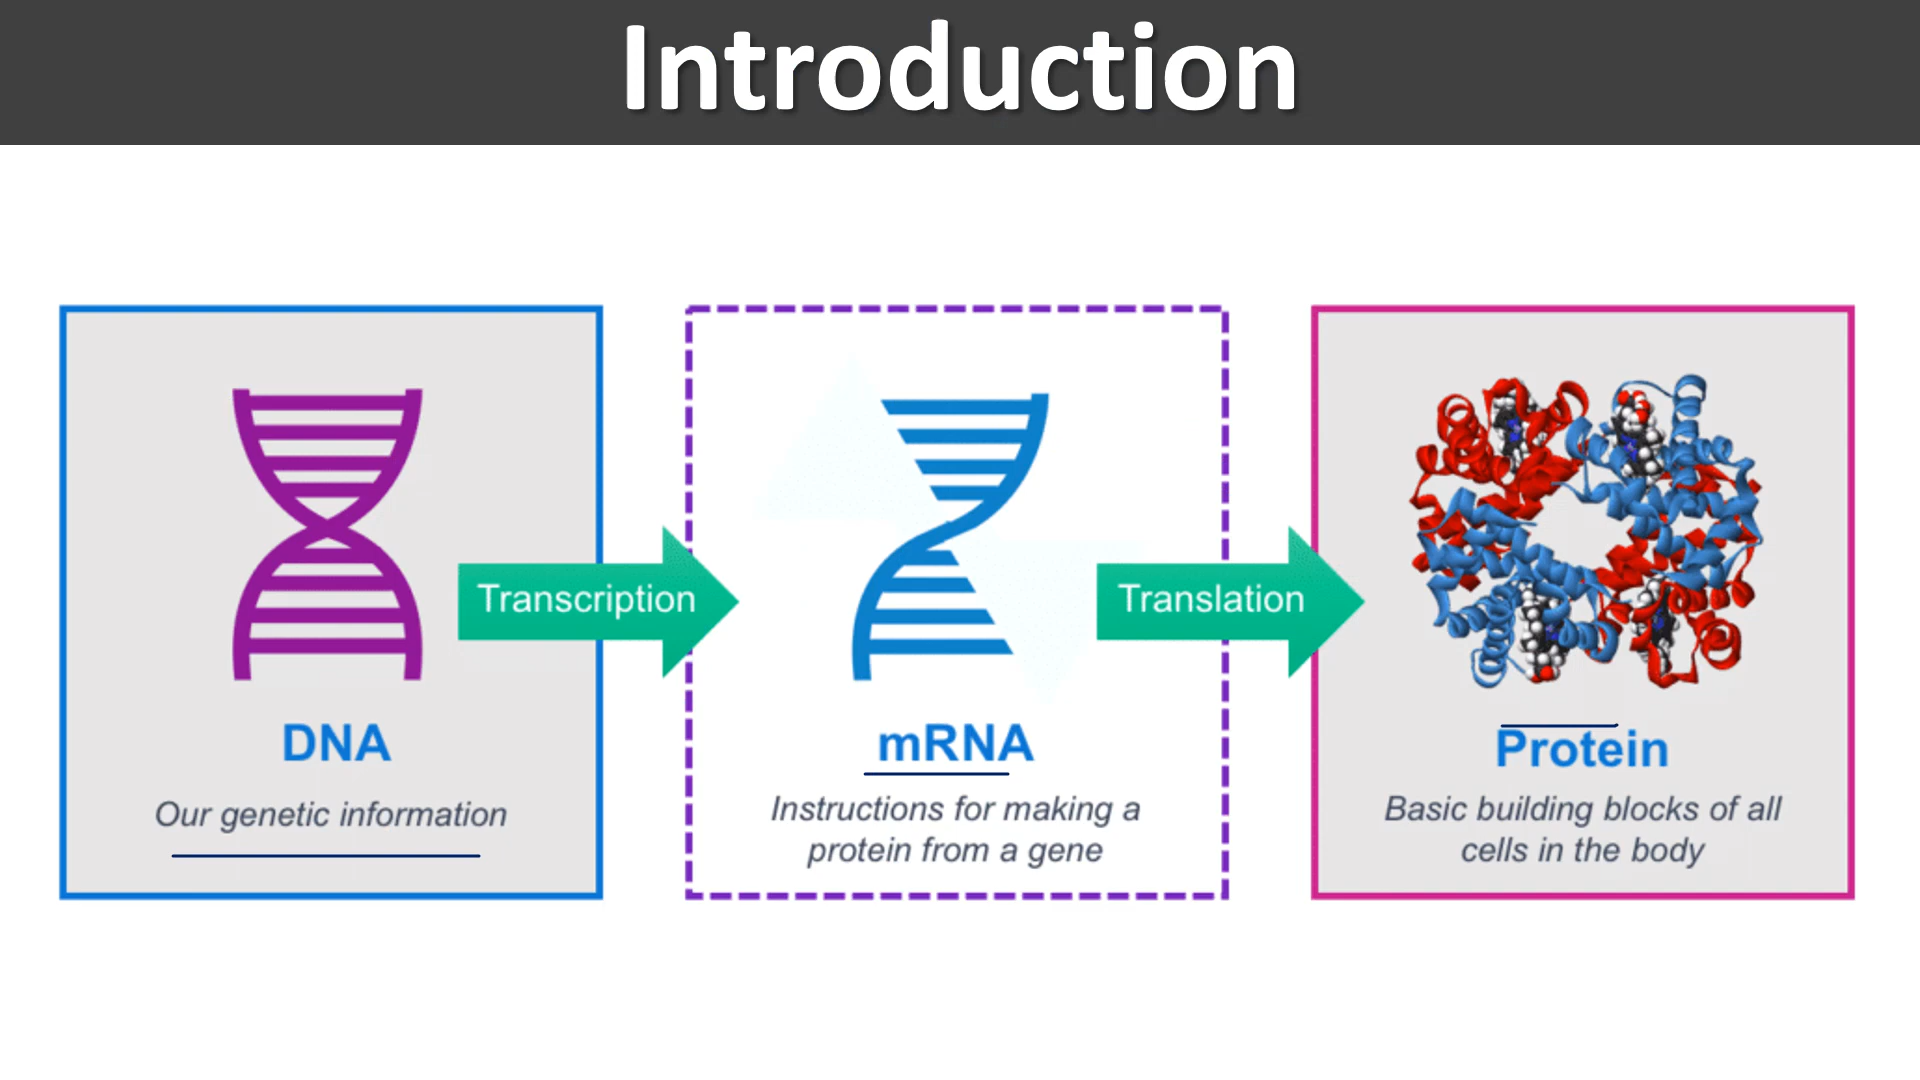 Introduction
Transcription
Translation
DNA
Our genetic information
mRNA
Instructions for making a
protein from a gene
Protein
Basic building blocks of all
cells in the body